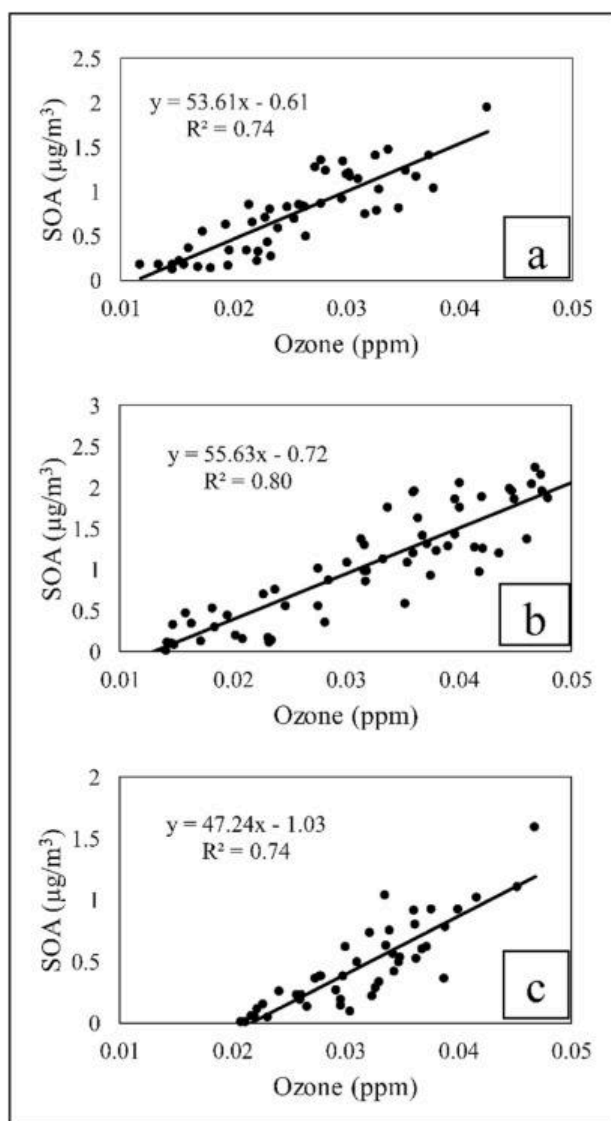 2.5
2
1.5
1
0.5
0
SOA (µg/m³)
y = 53.61x - 0.61
R² = 0.74
a
0.01 0.02 0.03 0.04 0.05
Ozone (ppm)
3
2.5
2
1.5
1
0.5
0
SOA (µg/m³)
y = 55.63x - 0.72
R² = 0.80
b
0.01 0.02 0.03 0.04 0.05
Ozone (ppm)
2
1.5
1
0.5
0
SOA (µg/m³)
y = 47.24x - 1.03
R² = 0.74
c
0.01 0.02 0.03 0.04 0.05
Ozone (ppm)